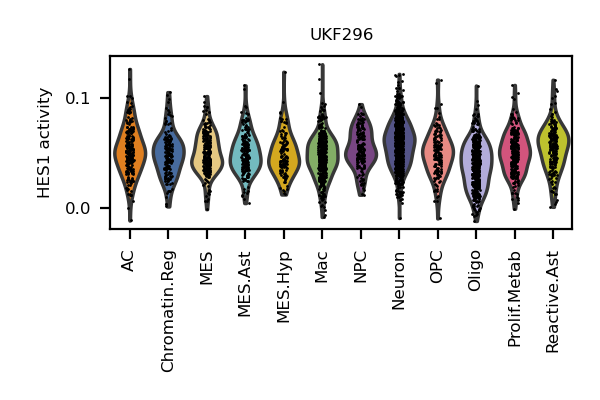 UKF296
HES1 activity
0.1
0.0
AC
Chromatin.Reg
MES
MES.Ast
MES.Hyp
Mac
NPC
Neuron
OPC
Oligo
Prolif.Metab
Reactive.Ast